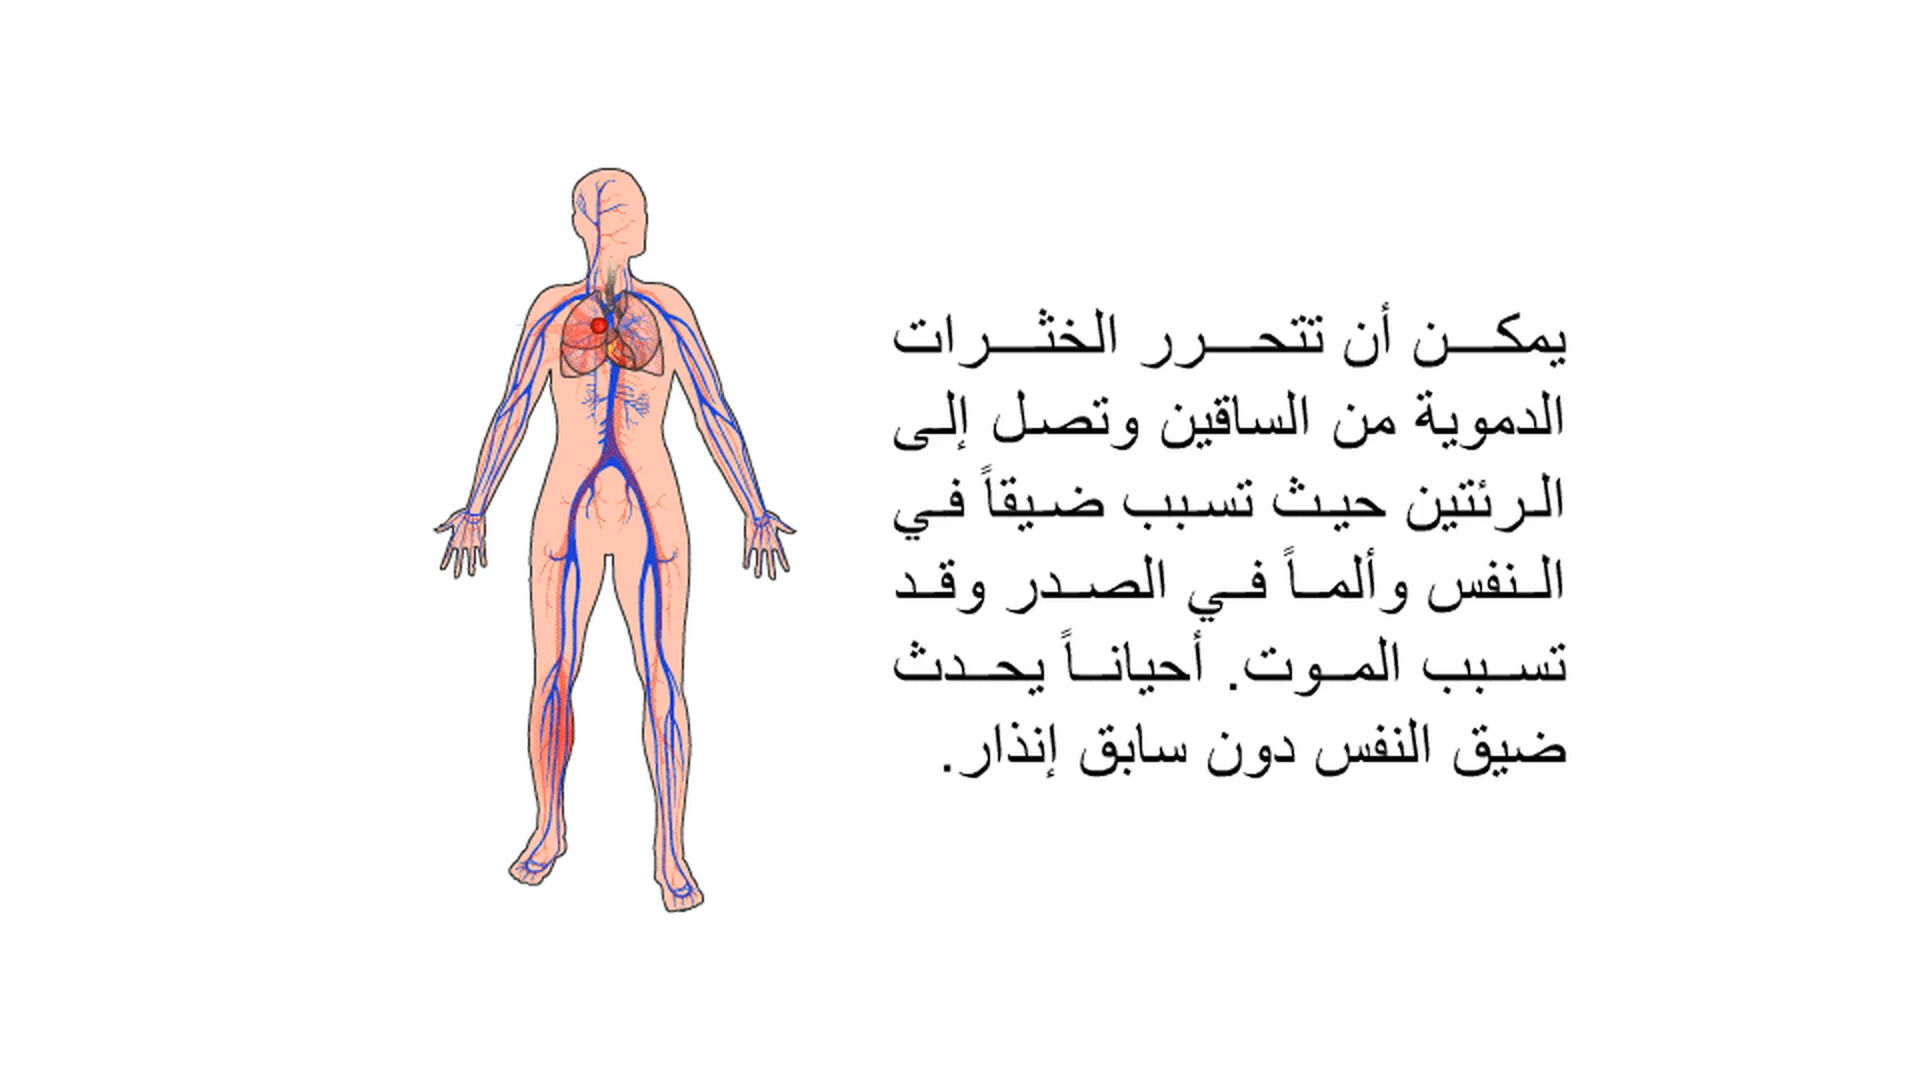 يمكن أن تتحرر الخثرات
الدموية من الساقين وتصل إلى
الرئتين حيث تسبب ضيقاً في
النفس وألماً في الصدر وقد
تسبب الموت. أحياناً يحدث
ضيق النفس دون سابق إنذار.